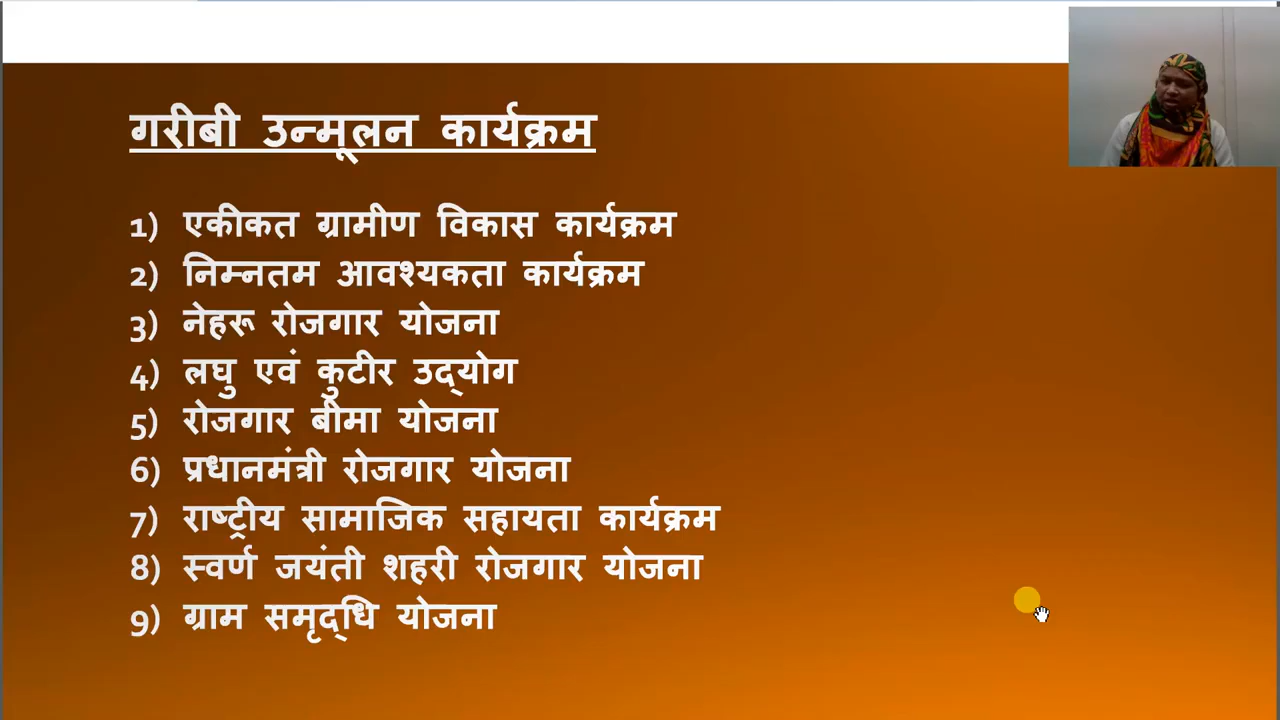 गरीबी उन्मूलन कार्यक्रम
1) एकीकत ग्रामीण विकास कार्यक्रम
2) निम्नतम आवश्यकता कार्यक्रम
3) नेहरू रोजगार योजना
4) लघु एवं कुटीर उद्योग
5) रोजगार बीमा योजना
6) प्रधानमंत्री रोजगार योजना
7) राष्ट्रीय सामाजिक सहायता कार्यक्रम
8) स्वर्ण जयंती शहरी रोजगार योजना
9) ग्राम समृद्धि योजना